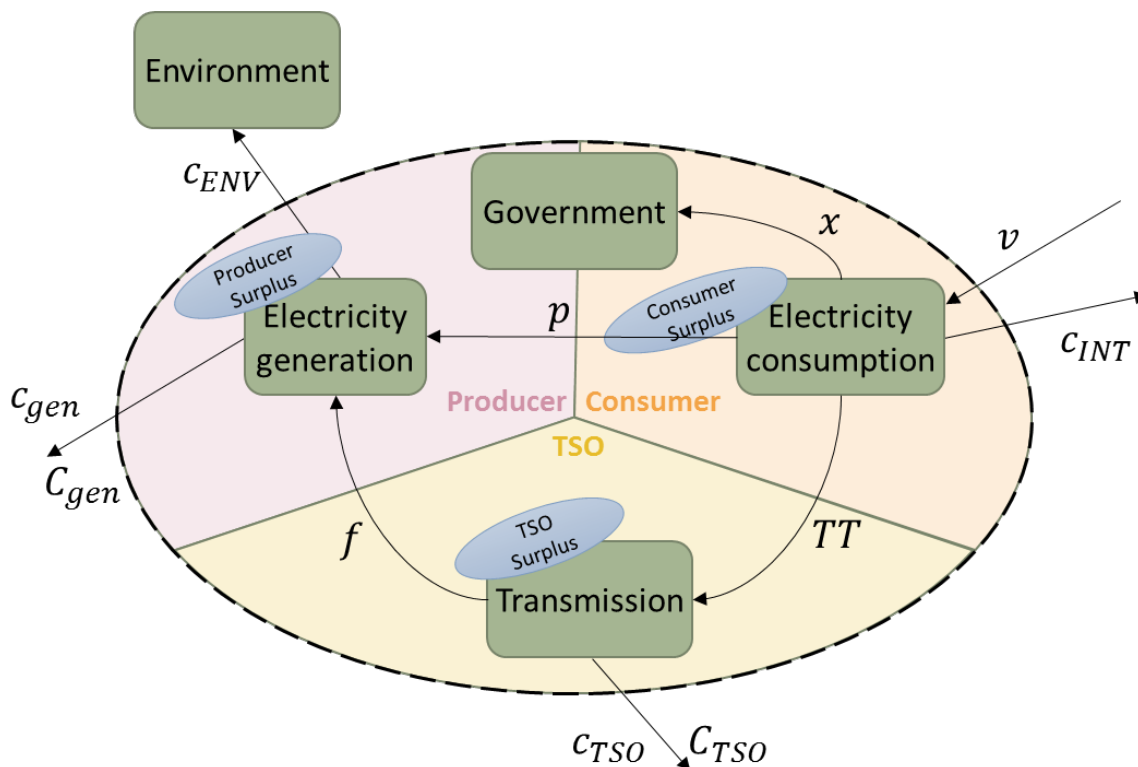 Environment
c_ENV
Government
x
v
Producer
Surplus
Consumer
Surplus
Electricity
generation
p
Electricity
consumption
c_INT
c_gen
C_gen
Producer
Consumer
TSO
f
TSO
Surplus
TT
Transmission
c_TSO
C_TSO